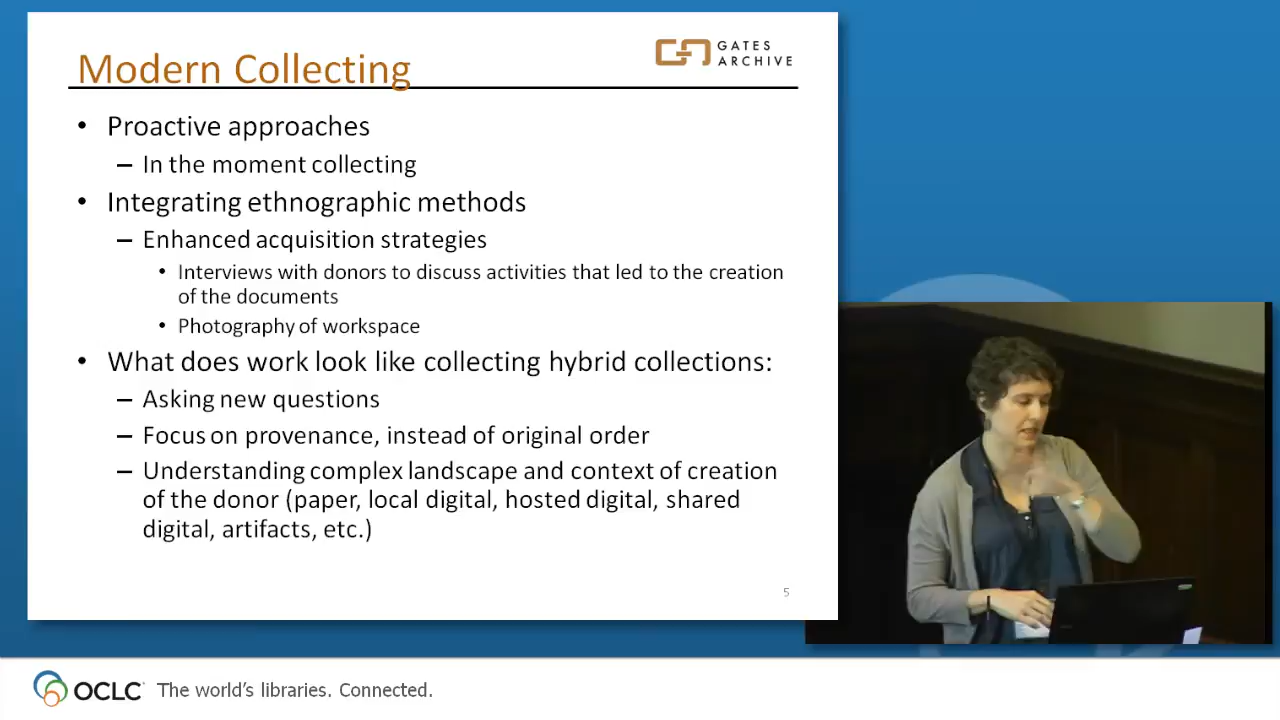 Modern Collecting
GATES
ARCHIVE
• Proactive approaches
– In the moment collecting
• Integrating ethnographic methods
– Enhanced acquisition strategies
• Interviews with donors to discuss activities that led to the creation
of the documents
• Photography of workspace
• What does work look like collecting hybrid collections:
– Asking new questions
– Focus on provenance, instead of original order
– Understanding complex landscape and context of creation
of the donor (paper, local digital, hosted digital, shared
digital, artifacts, etc.)
5
OCLC The world's libraries. Connected.